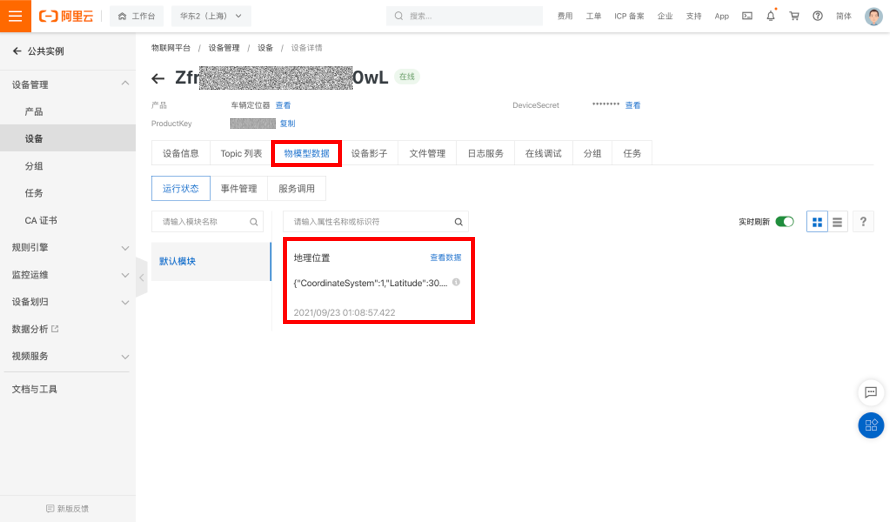 阿里云
工作台
华东2（上海）
搜索...
费用
工单
ICP 备案
企业
支持
App
简体
公共实例
物联网平台 / 设备管理 / 设备 / 设备详情
设备管理
产品
设备
分组
任务
CA 证书
规则引擎
监控运维
设备划归
数据分析
视频服务
文档与工具
新版反馈
Zfr
0wL
在线
产品
车辆定位器 查看
DeviceSecret
******** 查看
ProductKey
复制
设备信息
Topic 列表
物模型数据
设备影子
文件管理
日志服务
在线调试
分组
任务
运行状态
事件管理
服务调用
请输入模块名称
请输入属性名称或标识符
实时刷新
?
默认模块
地理位置
查看数据
{"CoordinateSystem":1,"Latitude":30....
2021/09/23 01:08:57.422